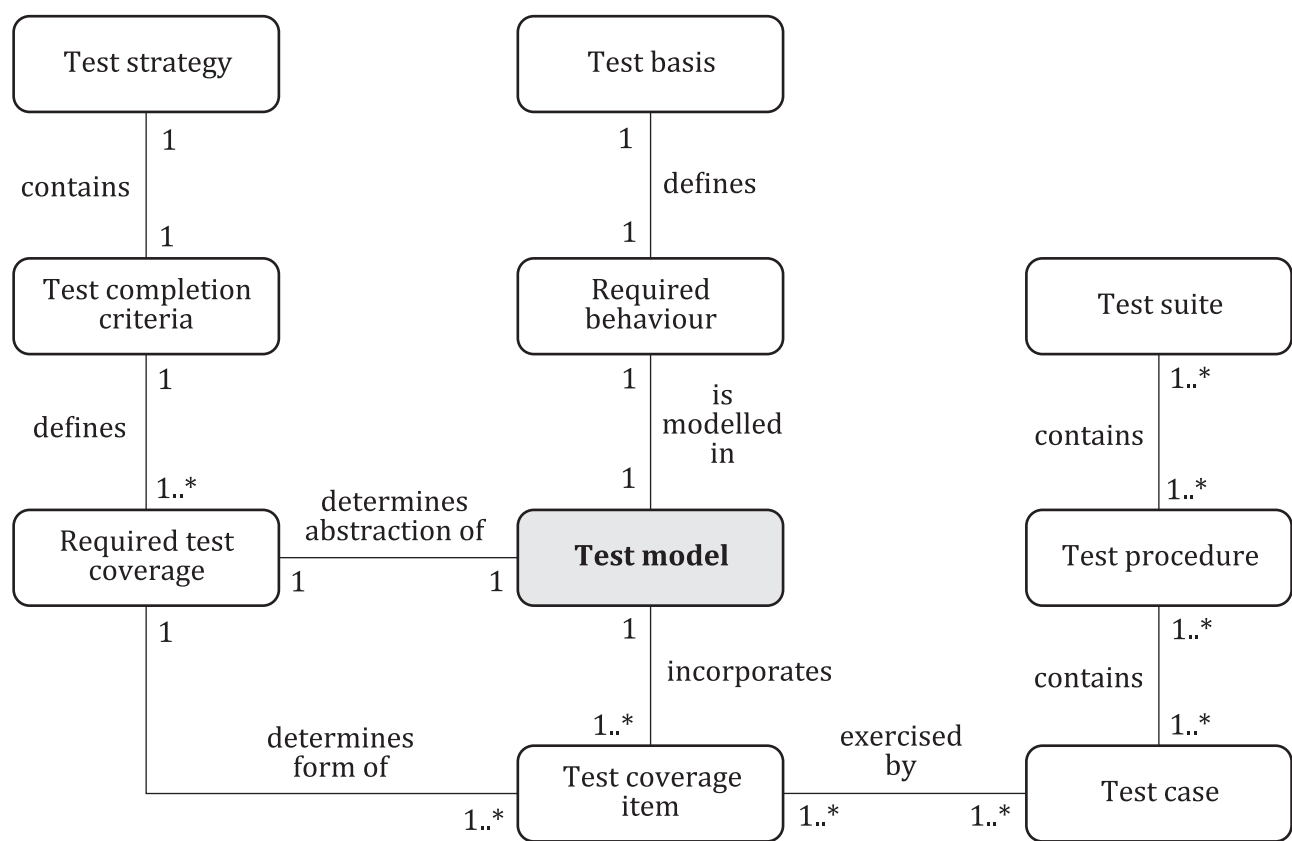 Test strategy
Test basis
1
1
contains
defines
1
1
Test completion
criteria
Required
behaviour
Test suite
1
1
1..*
is
modelled
in
defines
contains
1..*
1
1..*
determines
abstraction of
Required test
coverage
Test model
Test procedure
1
1
1
1
1..*
incorporates
contains
1..*
1..*
determines
form of
exercised
by
Test coverage
item
Test case
1..*
1..*
1..*